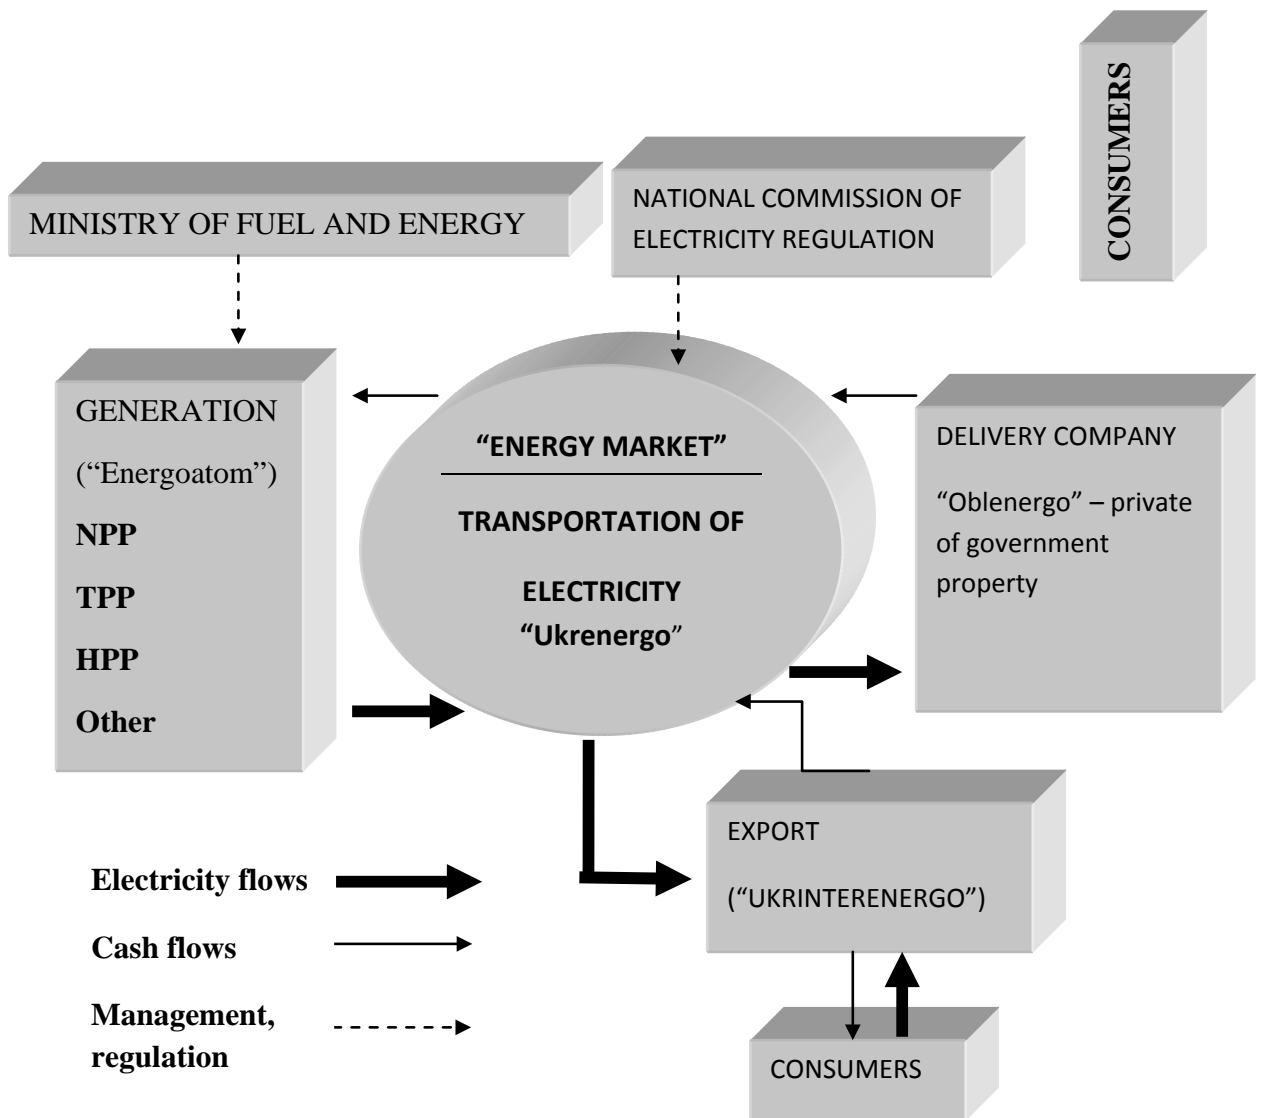 CONSUMERS
MINISTRY OF FUEL AND ENERGY
NATIONAL COMMISSION OF
ELECTRICITY REGULATION
GENERATION
(“Energoatom”)
NPP
TPP
HPP
Other
“ENERGY MARKET”
TRANSPORTATION OF
ELECTRICITY
“Ukrenergo”
DELIVERY COMPANY
“Oblenergo” – private
of government
property
EXPORT
(“UKRINTERENERGO”)
CONSUMERS
Electricity flows
Cash flows
Management,
regulation